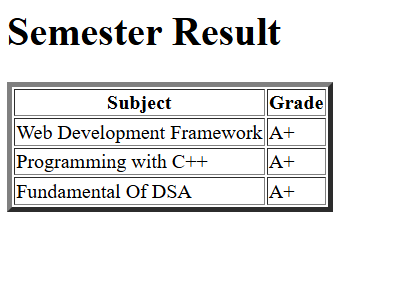 Semester Result
Subject Grade
Web Development Framework A+
Programming with C++ A+
Fundamental Of DSA A+